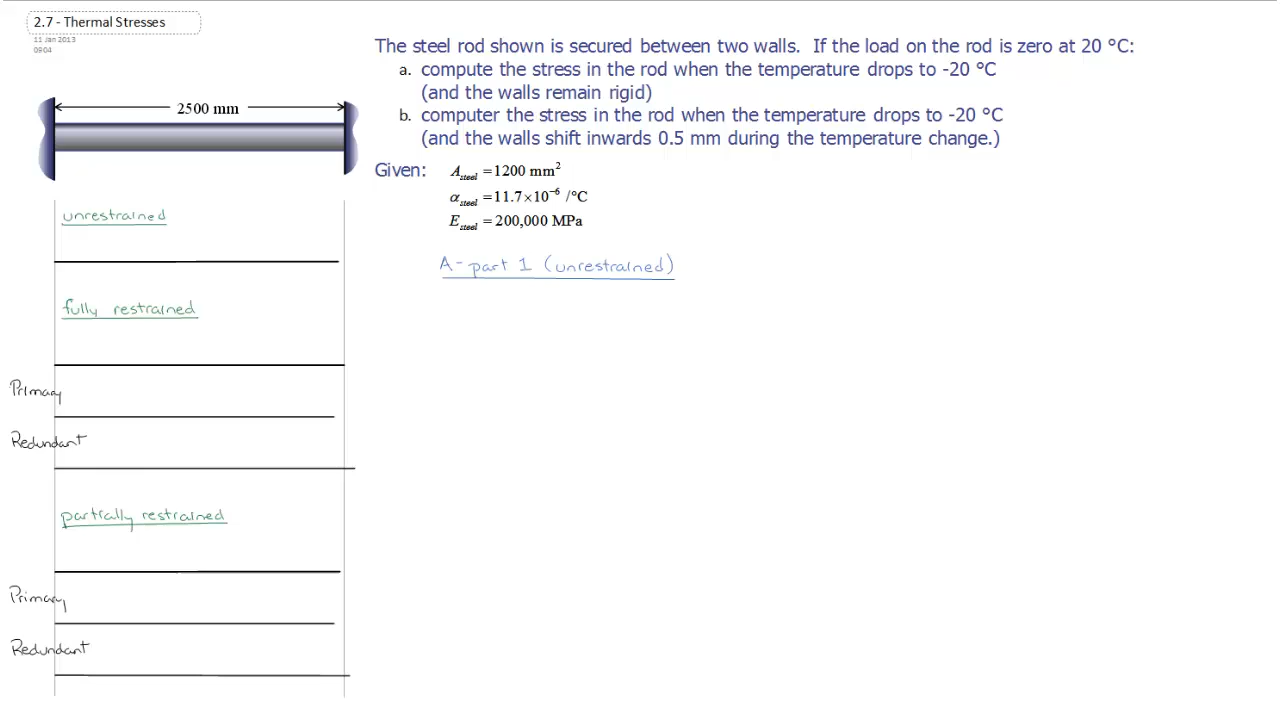 2.7 - Thermal Stresses
11 Jan 2013
0904
The steel rod shown is secured between two walls. If the load on the rod is zero at 20 °C:
a. compute the stress in the rod when the temperature drops to -20 °C
(and the walls remain rigid)
b. computer the stress in the rod when the temperature drops to -20 °C
(and the walls shift inwards 0.5 mm during the temperature change.)
Given: A_steel = 1200 mm²
α_steel = 11.7×10⁻⁶ /°C
E_steel = 200,000 MPa
A - part 1 (unrestrained)
2500 mm
unrestrained
fully restrained
Primary
Redundant
partially restrained
Primary
Redundant